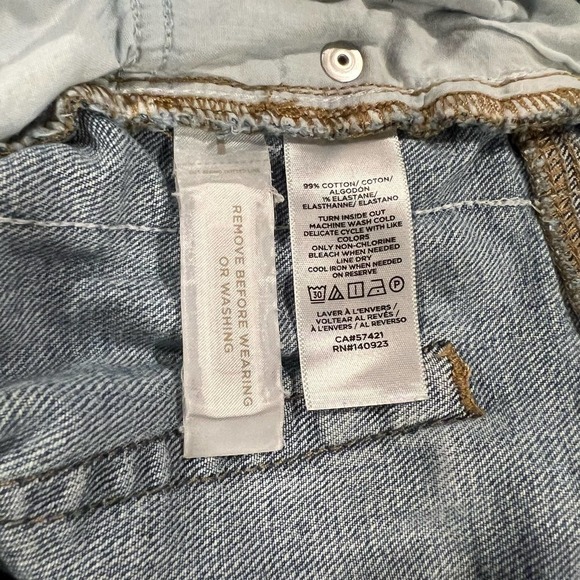 REMOVE BEFORE WEARING
OR WASHING
99% COTTON/ COTON/
ALGODÓN
1% ELASTANE/
ELASTHANNE/ ELASTANO
TURN INSIDE OUT
MACHINE WASH COLD
DELICATE CYCLE WITH LIKE
COLORS
ONLY NON-CHLORINE
BLEACH WHEN NEEDED
LINE DRY
COOL IRON WHEN NEEDED
ON RESERVE
30
P
LAVER À L'ENVERS /
VOLTEAR AL REVÉS /
À L'ENVERS / AL REVERSO
CA#57421
RN#140923